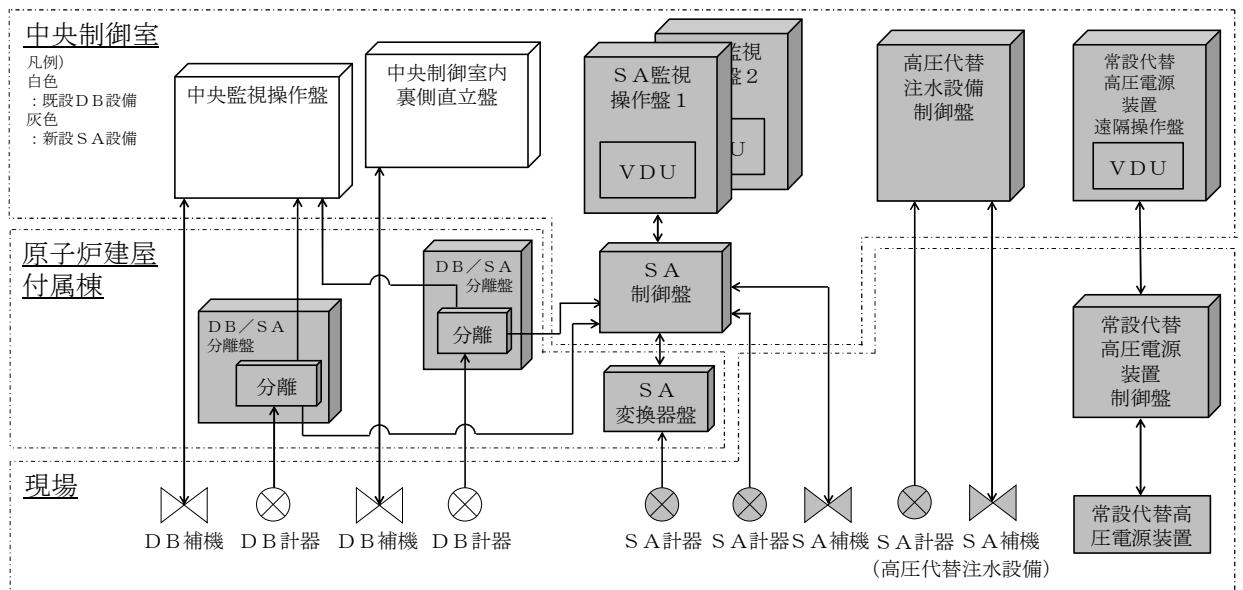 中央制御室
凡例）
白色
：既設ＤＢ設備
灰色
：新設ＳＡ設備
中央監視操作盤
中央制御室内
裏側直立盤
ＳＡ監視
操作盤１
ＶＤＵ
監視
盤２
Ｕ
高圧代替
注水設備
制御盤
常設代替
高圧電源
装置
遠隔操作盤
ＶＤＵ
原子炉建屋
付属棟
ＤＢ／ＳＡ
分離盤
分離
ＤＢ／ＳＡ
分離盤
分離
ＳＡ
制御盤
ＳＡ
変換器盤
常設代替
高圧電源
装置
制御盤
現場
ＤＢ補機
ＤＢ計器
ＤＢ補機
ＤＢ計器
ＳＡ計器
ＳＡ計器
ＳＡ補機
ＳＡ計器
ＳＡ補機
（高圧代替注水設備）
常設代替高
圧電源装置